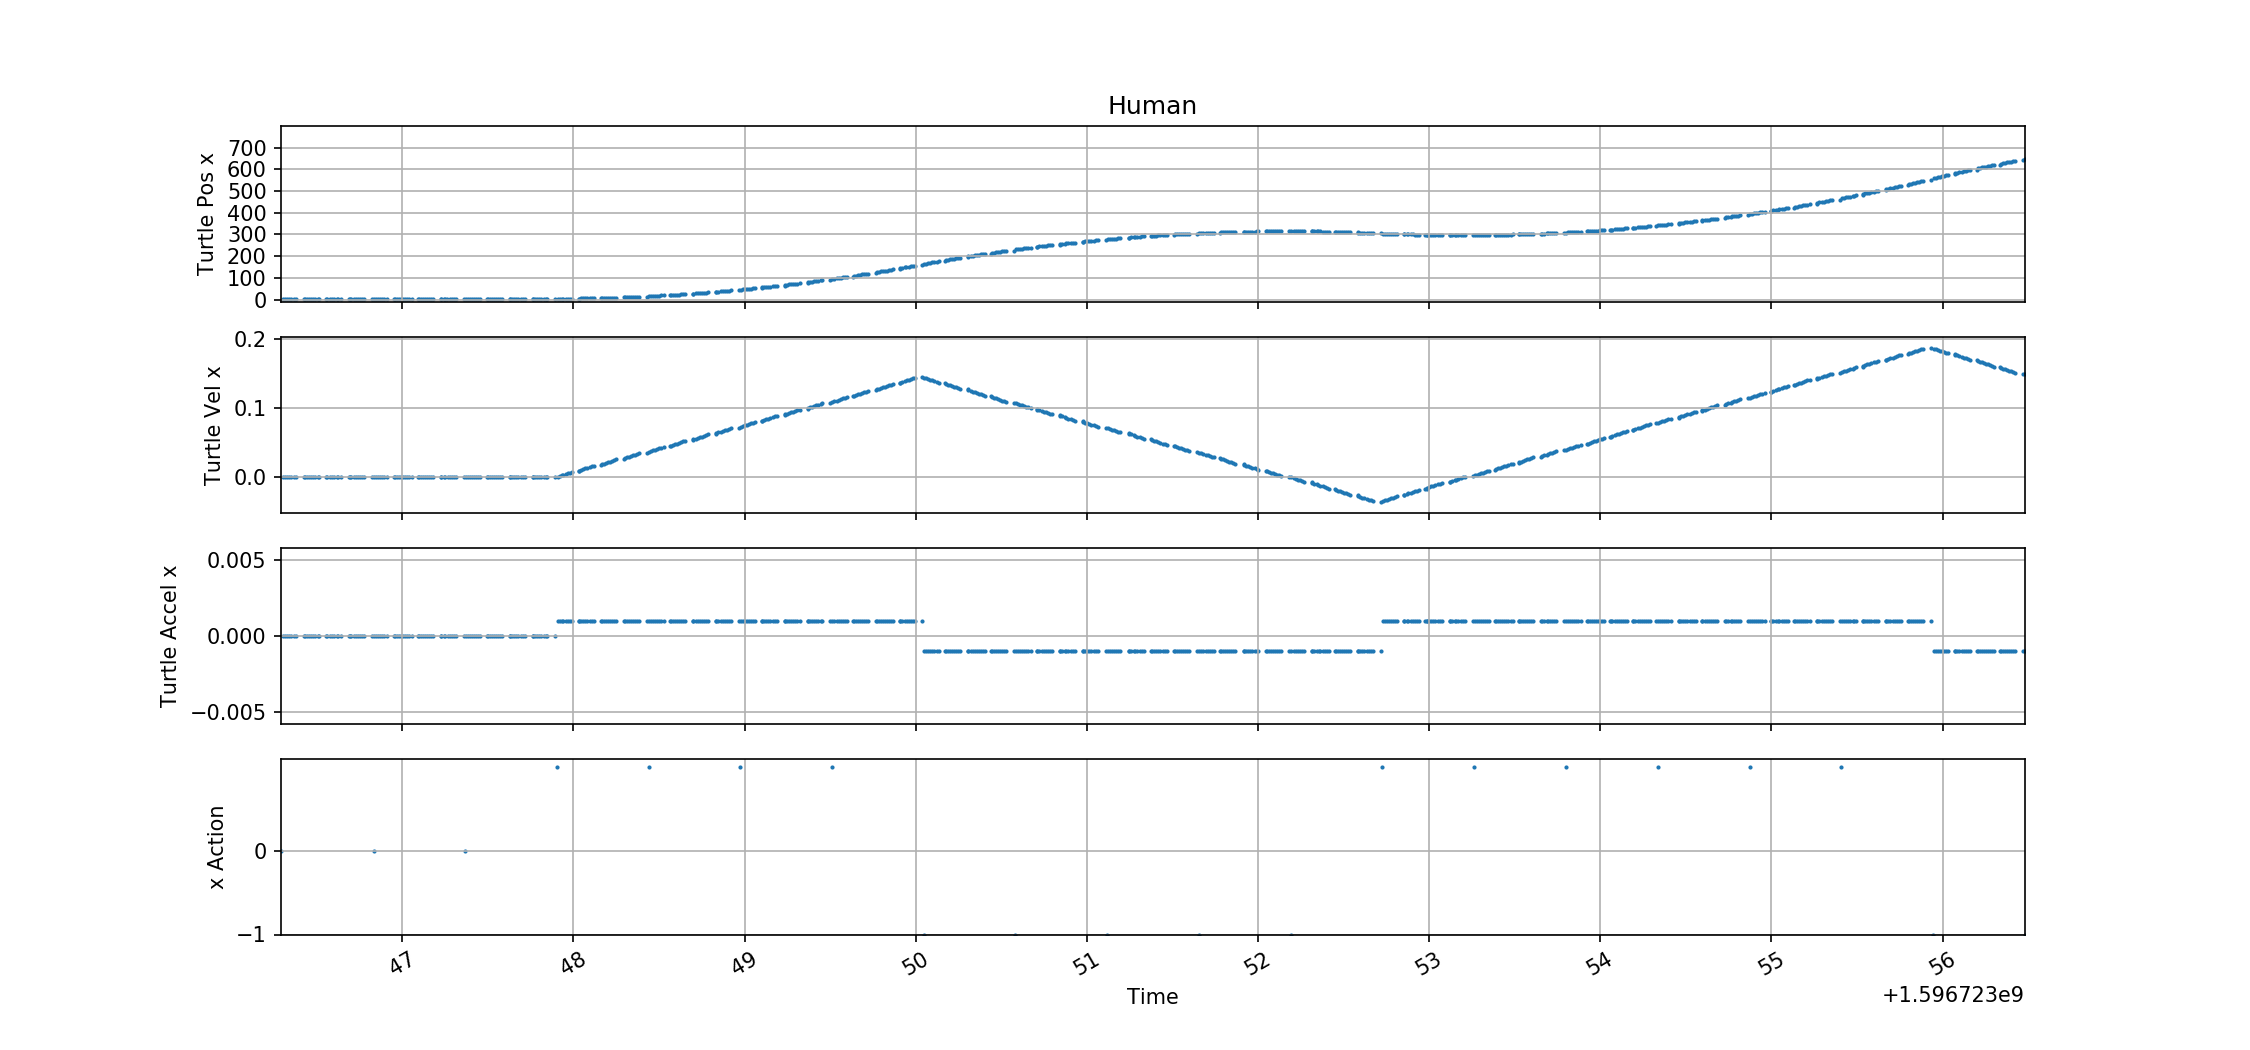 Human
Turtle Pos x
700
600
500
400
300
200
100
0
Turtle Vel x
0.2
0.1
0.0
Turtle Accel x
0.005
0.000
−0.005
x Action
0
−1
47 48 49 50 51 52 53 54 55 56
Time
+1.596723e9